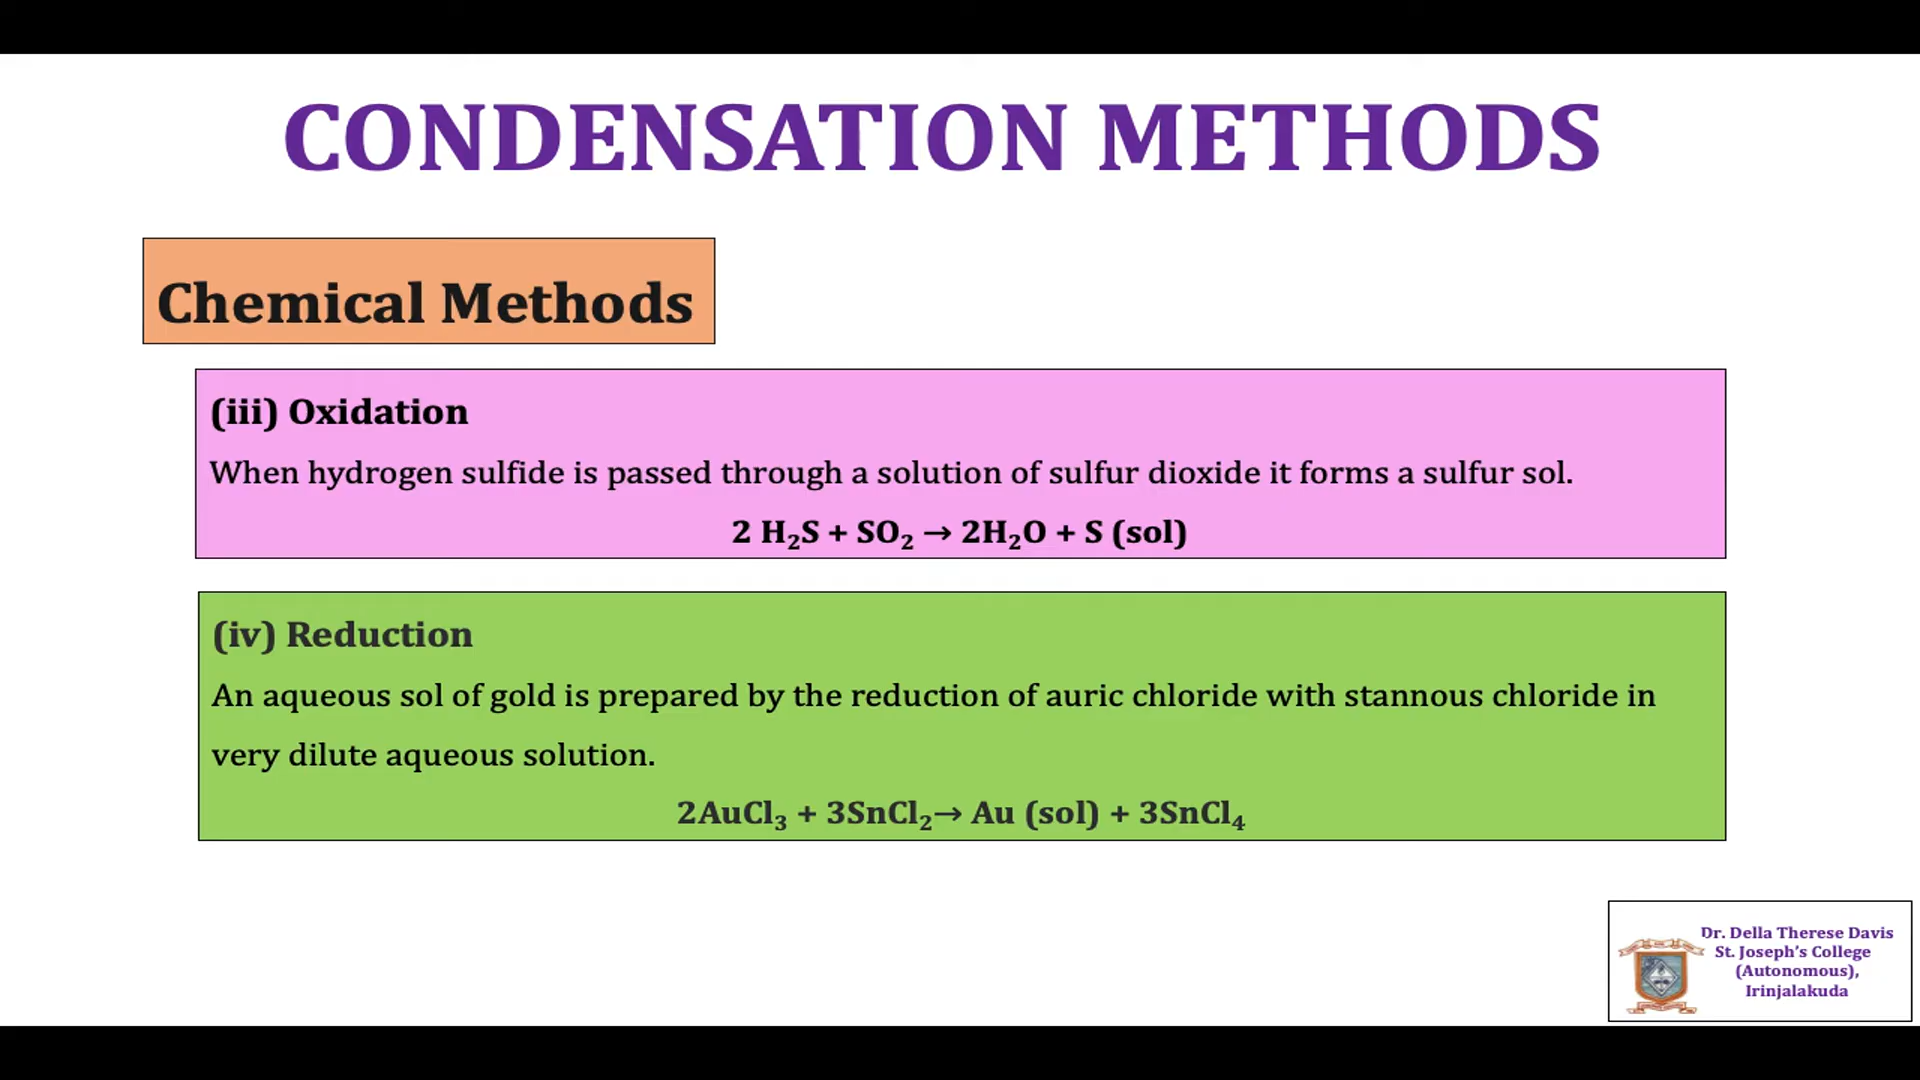 CONDENSATION METHODS
Chemical Methods
(iii) Oxidation
When hydrogen sulfide is passed through a solution of sulfur dioxide it forms a sulfur sol.
2 H₂S + SO₂ → 2H₂O + S (sol)
(iv) Reduction
An aqueous sol of gold is prepared by the reduction of auric chloride with stannous chloride in
very dilute aqueous solution.
2AuCl₃ + 3SnCl₂→ Au (sol) + 3SnCl₄
Dr. Della Therese Davis
St. Joseph’s College
(Autonomous),
Irinjalakuda